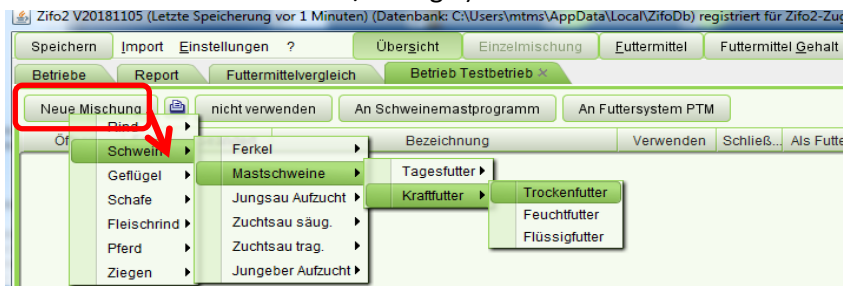 Zifo2 V20181105 (Letzte Speicherung vor 1 Minuten) (Datenbank: C:\Users\mtms\AppData\Local\ZifoDb) registriert für Zifo2-Zug
Speichern Import Einstellungen ? Übersicht Einzelmischung Futtermittel Futtermittel Gehalt
Betriebe Report Futtermittelvergleich Betrieb Testbetrieb ×
Neue Mischung nicht verwenden An Schweinemastprogramm An Futtersystem PTM
Rind
Öf Bezeichnung Verwenden Schließ... Als Futte
Schwein Ferkel
Geflügel Mastschweine Tagesfutter
Schafe Jungsau Aufzucht Kraftfutter Trockenfutter
Fleischrind Zuchtsau säug. Feuchtfutter
Pferd Zuchtsau trag. Flüssigfutter
Ziegen Jungeber Aufzucht